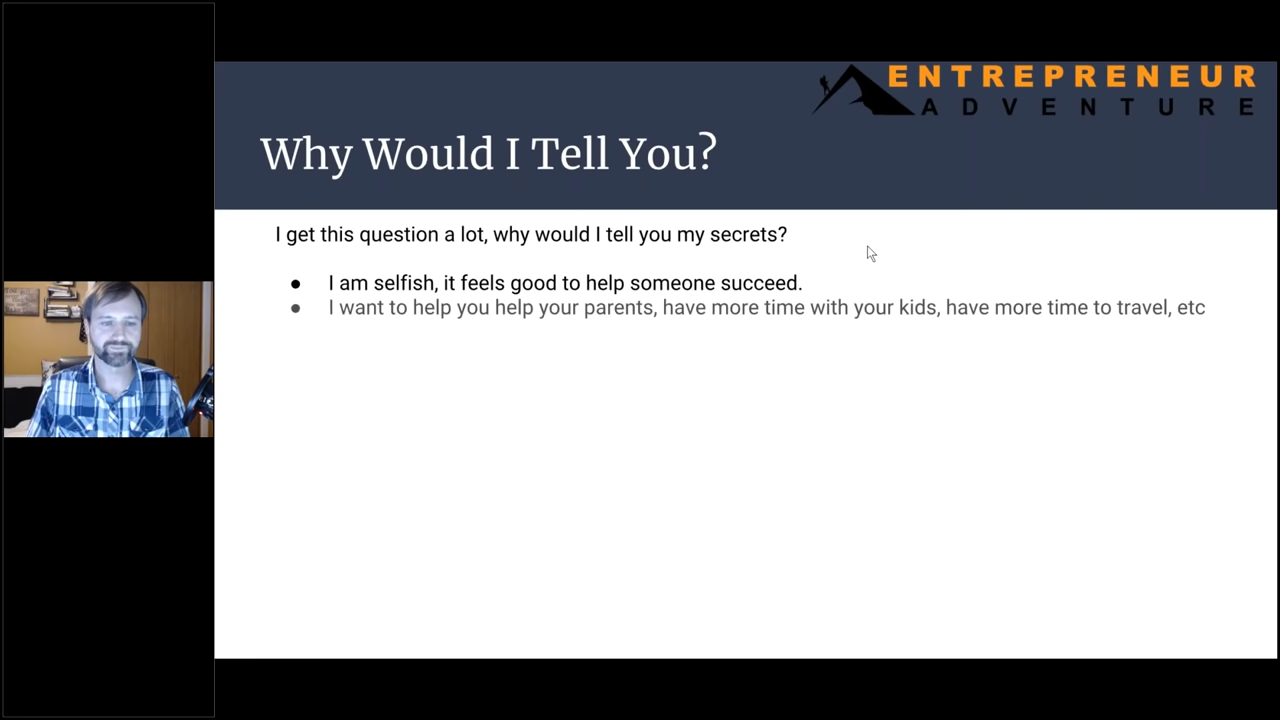 ENTREPRENEUR
ADVENTURE
Why Would I Tell You?
I get this question a lot, why would I tell you my secrets?
● I am selfish, it feels good to help someone succeed.
● I want to help you help your parents, have more time with your kids, have more time to travel, etc